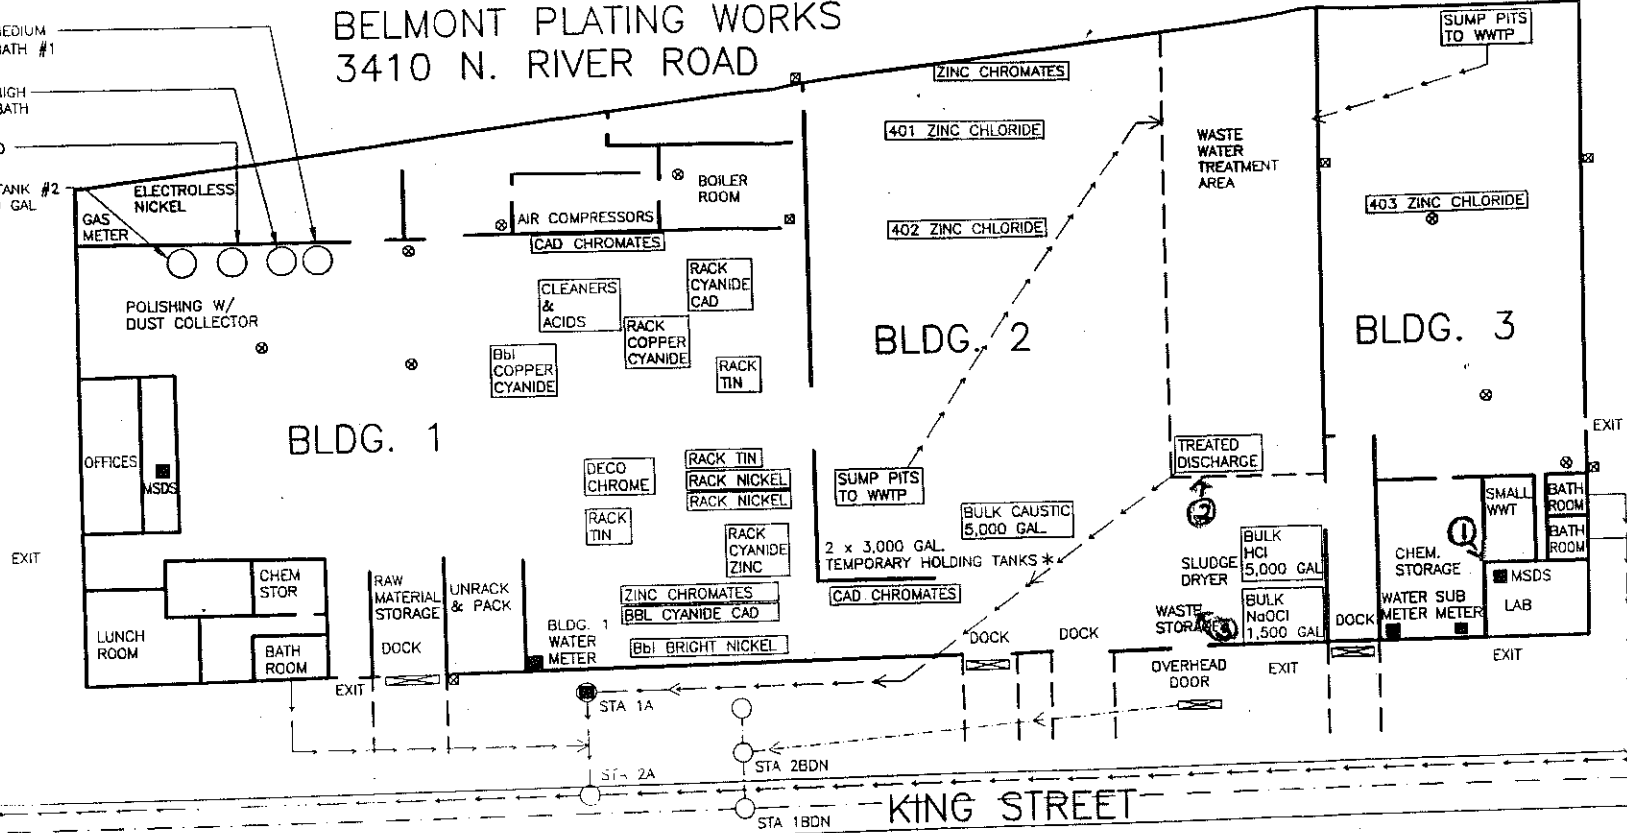 BELMONT PLATING WORKS
3410 N. RIVER ROAD
BATH #1
BATH
TANK #2
GAL
GAS
METER
ELECTROLESS
NICKEL
POLISHING W/
DUST COLLECTOR
AIR COMPRESSORS
CAD CHROMATES
BOILER
ROOM
CLEANERS
&
ACIDS
RACK
CYANIDE
CAD
RACK
COPPER
CYANIDE
Bbl
COPPER
CYANIDE
RACK
TIN
BLDG. 1
OFFICES
MSDS
DECO
CHROME
RACK TIN
RACK NICKEL
RACK NICKEL
RACK
TIN
RACK
CYANIDE
ZINC
ZINC CHROMATES
BBL CYANIDE CAD
Bbl BRIGHT NICKEL
BLDG. 1
WATER
METER
EXIT
LUNCH
ROOM
CHEM
STOR
BATH
ROOM
RAW
MATERIAL
STORAGE
DOCK
UNRACK
& PACK
EXIT
ZINC CHROMATES
401 ZINC CHLORIDE
402 ZINC CHLORIDE
BLDG. 2
SUMP PITS
TO WWTP
BULK CAUSTIC
5,000 GAL.
2 x 3,000 GAL.
TEMPORARY HOLDING TANKS *
CAD CHROMATES
WASTE
WATER
TREATMENT
AREA
TREATED
DISCHARGE
2
SLUDGE
DRYER
BULK
HCl
5,000 GAL
WASTE
STORAGE
3
BULK
NaOCl
1,500 GAL
DOCK
DOCK
OVERHEAD
DOOR
EXIT
SUMP PITS
TO WWTP
403 ZINC CHLORIDE
BLDG. 3
EXIT
SMALL
WWT
1
BATH
ROOM
BATH
ROOM
CHEM.
STORAGE
MSDS
LAB
WATER SUB
METER METER
DOCK
EXIT
STA 1A
STA 2A
STA 2BDN
STA 1BDN
KING STREET